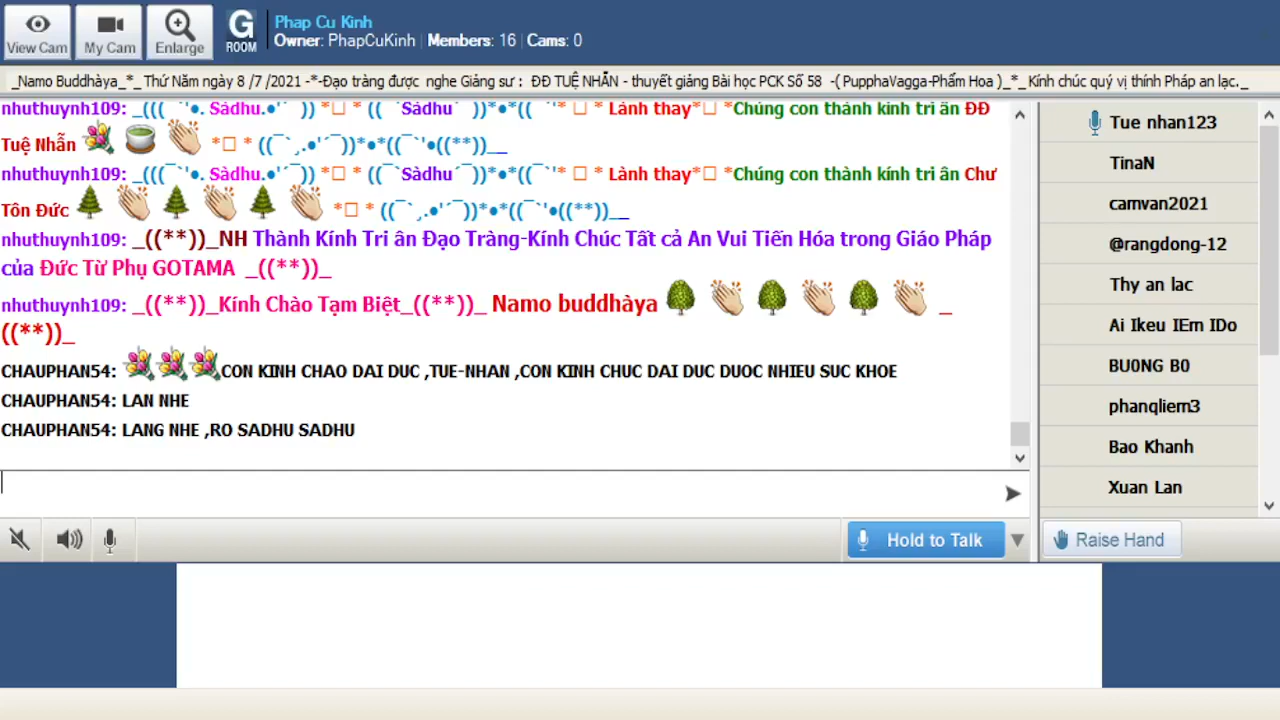 View Cam
My Cam
Enlarge
G ROOM
Phap Cu Kinh
Owner: PhapCuKinh | Members: 16 | Cams: 0
_Namo Buddhàya_*_ Thứ Năm ngày 8 /7 /2021 -*-Đạo tràng được nghe Giảng sư : ĐĐ TUỆ NHẪN - thuyết giảng Bài học PCK Số 58 -( PupphaVagga-Phẩm Hoa )_*_ Kính chúc quý vị thính Pháp an lạc._
nhuthuynh109: _((( ¯`'•. Sàdhu.•'´¯ )) *▯ * (( ¯`Sàdhu´¯ ))*•*((¯`'* ▯ * Lành thay*▯ *Chúng con thành kính tri ân ĐĐ
Tuệ Nhẫn *▯ * ((¯`¸.•'´¯))*•*((¯`'•((**))__
nhuthuynh109: _(((¯`'•. Sàdhu.•'´¯)) *▯ * ((¯`Sàdhu´¯))*•*((¯`'* ▯ * Lành thay*▯ *Chúng con thành kính tri ân Chư
Tôn Đức *▯ * ((¯`¸.•'´¯))*•*((¯`'•((**))__
nhuthuynh109: _((**))_NH Thành Kính Tri ân Đạo Tràng-Kính Chúc Tất cả An Vui Tiến Hóa trong Giáo Pháp
của Đức Từ Phụ GOTAMA _((**))_
nhuthuynh109: _((**))_Kính Chào Tạm Biệt_((**))_ Namo buddhàya _
((**))_
CHAUPHAN54: CON KINH CHAO DAI DUC ,TUE-NHAN ,CON KINH CHUC DAI DUC DUOC NHIEU SUC KHOE
CHAUPHAN54: LAN NHE
CHAUPHAN54: LANG NHE ,RO SADHU SADHU
Hold to Talk
Tue nhan123
TinaN
camvan2021
@rangdong-12
Thy an lac
Ai Ikeu IEm IDo
BU0NG B0
phanqliem3
Bao Khanh
Xuan Lan
Raise Hand